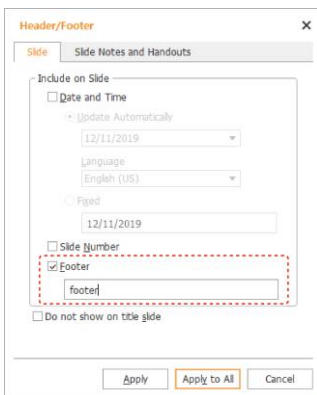 Header/Footer
Slide Slide Notes and Handouts
Include on Slide
Date and Time
Update Automatically
12/11/2019
Language
English (US)
Fixed
12/11/2019
Slide Number
Footer
footer
Do not show on title slide
Apply Apply to All Cancel